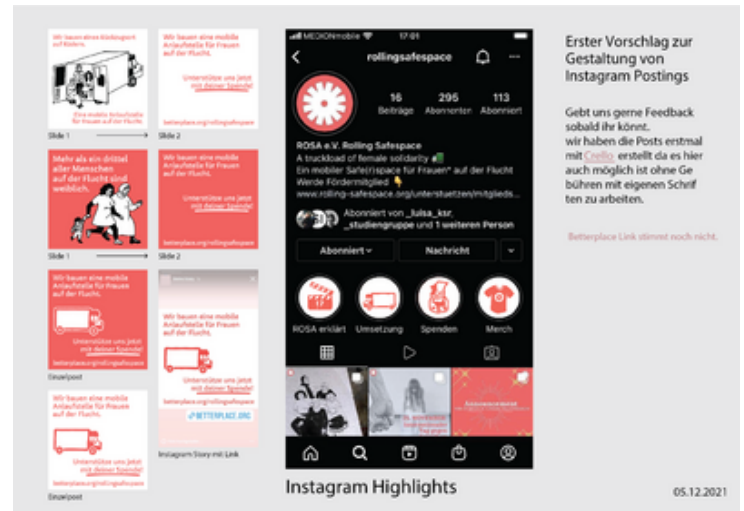 Wir bauen einen Kleintransport
auf Rädern.
Eine mobile Anlaufstelle
für Frauen auf der Flucht.
Slide 1
Wir bauen eine mobile
Anlaufstelle für Frauen
auf der Flucht.
Unterstütze uns jetzt
mit deiner Spende!
betterplace.org/rollingsafespace
Slide 2
Mehr als ein drittel
aller Menschen
auf der Flucht sind
weiblich.
Slide 1
Wir bauen eine mobile
Anlaufstelle für Frauen
auf der Flucht.
Unterstütze uns jetzt
mit deiner Spende!
betterplace.org/rollingsafespace
Slide 2
Wir bauen eine mobile
Anlaufstelle für Frauen
auf der Flucht.
Unterstütze uns jetzt
mit deiner Spende!
betterplace.org/rollingsafespace
Einzelpost
Wir bauen eine mobile
Anlaufstelle für Frauen
auf der Flucht.
Unterstütze uns jetzt
mit deiner Spende!
betterplace.org/rollingsafespace
BETTERPLACE.ORG
Instagram Story mit Link
Wir bauen eine mobile
Anlaufstelle für Frauen
auf der Flucht.
Unterstütze uns jetzt
mit deiner Spende!
betterplace.org/rollingsafespace
Einzelpost
MEDIONmobile 17:01
rollingsafespace
16 295 113
Beiträge Abonnenten Abonniert
ROSA e.V. Rolling Safespace
A truckload of female solidarity
Ein mobiler Safe(r)space für Frauen* auf der Flucht
Werde Fördermitglied
www.rolling-safespace.org/unterstuetzen/mitglieds...
Abonniert von _luisa_ksr,
_studiengruppe und 1 weiteren Person
Abonniert Nachricht
ROSA erklärt Umsetzung Spenden Merch
Announcement
Instagram Highlights
Erster Vorschlag zur
Gestaltung von
Instagram Postings
Gebt uns gerne Feedback
sobald ihr könnt.
wir haben die Posts erstmal
mit Crello erstellt da es hier
auch möglich ist ohne Ge
bühren mit eigenen Schrif
ten zu arbeiten.
Betterplace Link stimmt noch nicht.
05.12.2021